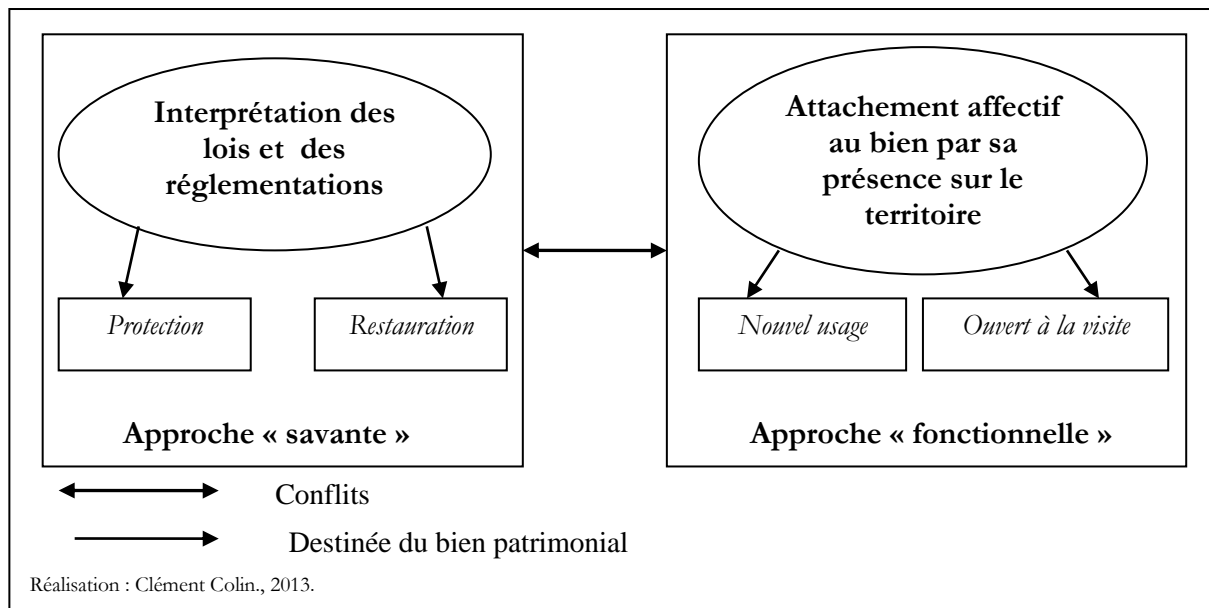 Interprétation des
lois et des
réglementations
Protection
Restauration
Approche « savante »
Attachement affectif
au bien par sa
présence sur le
territoire
Nouvel usage
Ouvert à la visite
Approche « fonctionnelle »
Conflits
Destinée du bien patrimonial
Réalisation : Clément Colin., 2013.